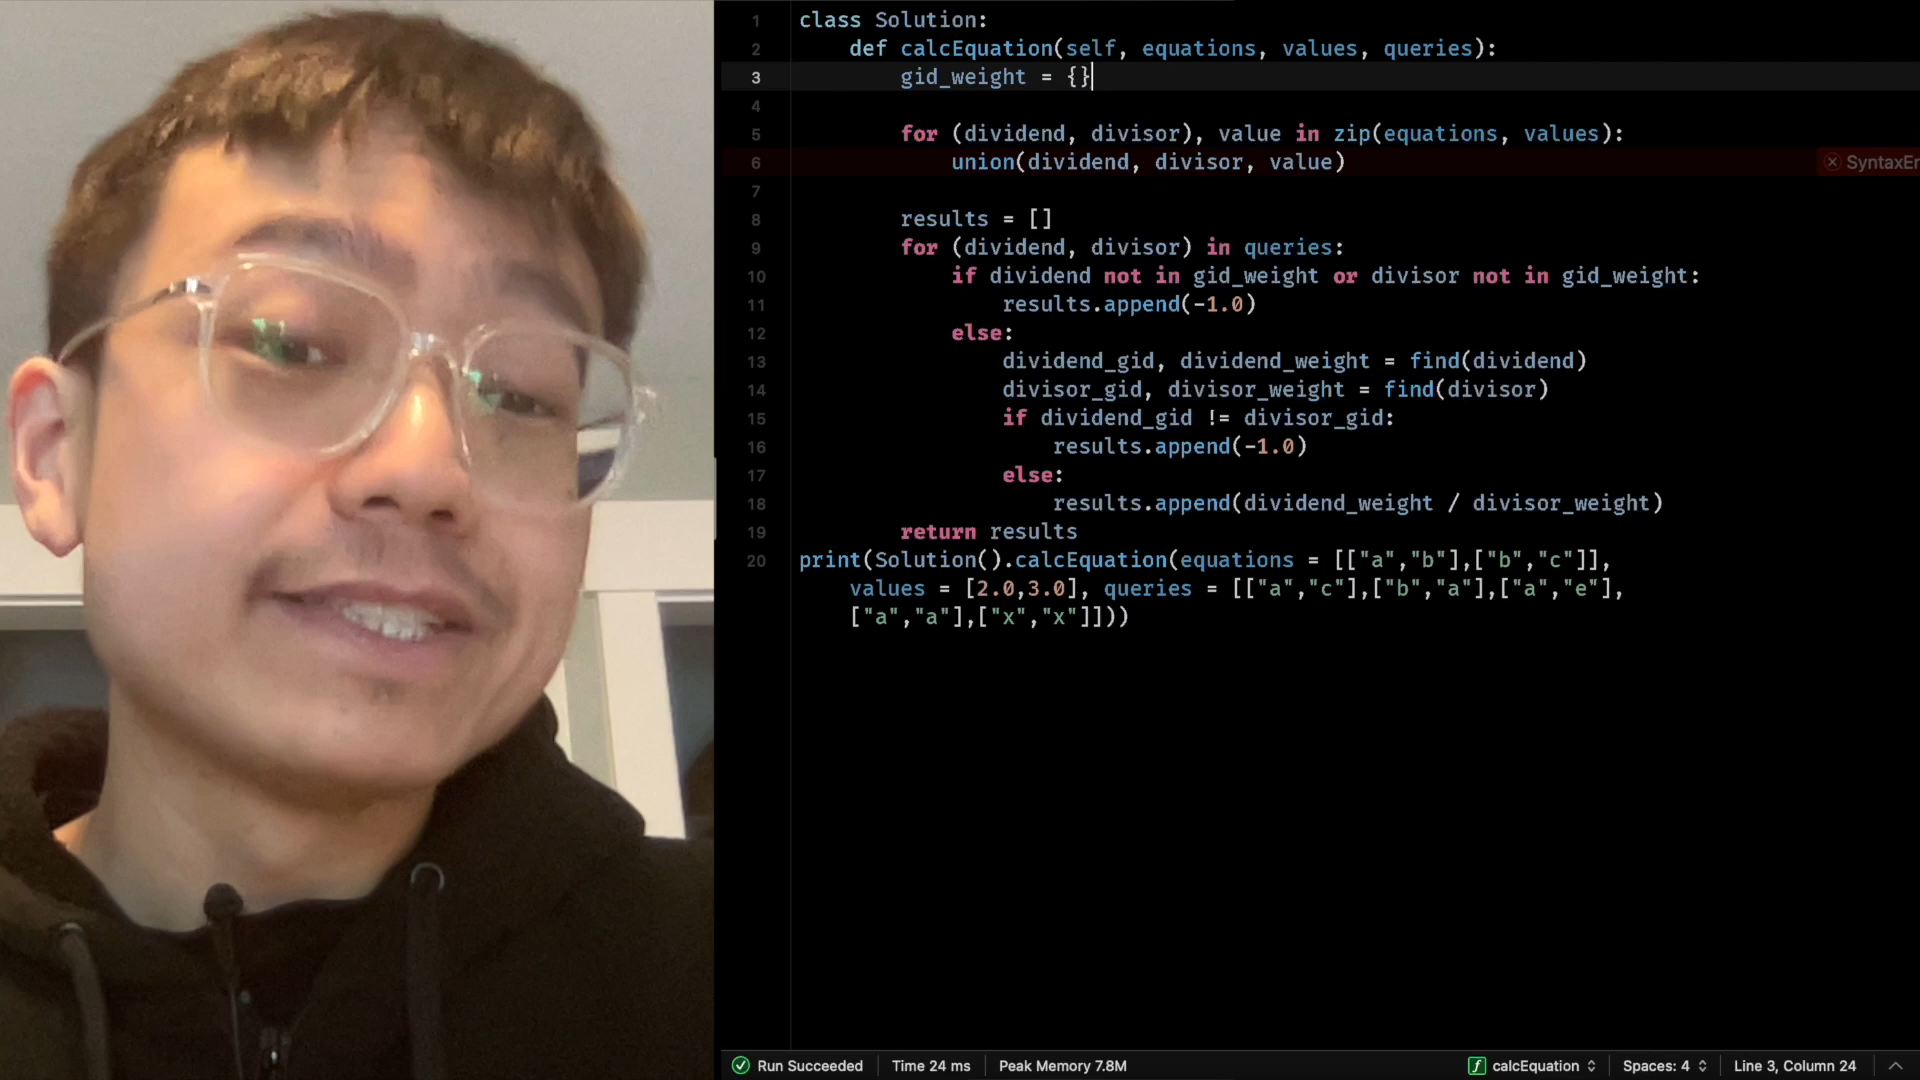 1 class Solution:
2 def calcEquation(self, equations, values, queries):
3 gid_weight = {}
4
5 for (dividend, divisor), value in zip(equations, values):
6 union(dividend, divisor, value) SyntaxEr
7
8 results = []
9 for (dividend, divisor) in queries:
10 if dividend not in gid_weight or divisor not in gid_weight:
11 results.append(-1.0)
12 else:
13 dividend_gid, dividend_weight = find(dividend)
14 divisor_gid, divisor_weight = find(divisor)
15 if dividend_gid != divisor_gid:
16 results.append(-1.0)
17 else:
18 results.append(dividend_weight / divisor_weight)
19 return results
20 print(Solution().calcEquation(equations = [["a","b"],["b","c"]],
values = [2.0,3.0], queries = [["a","c"],["b","a"],["a","e"],
["a","a"],["x","x"]]))
Run Succeeded Time 24 ms Peak Memory 7.8M f calcEquation Spaces: 4 Line 3, Column 24